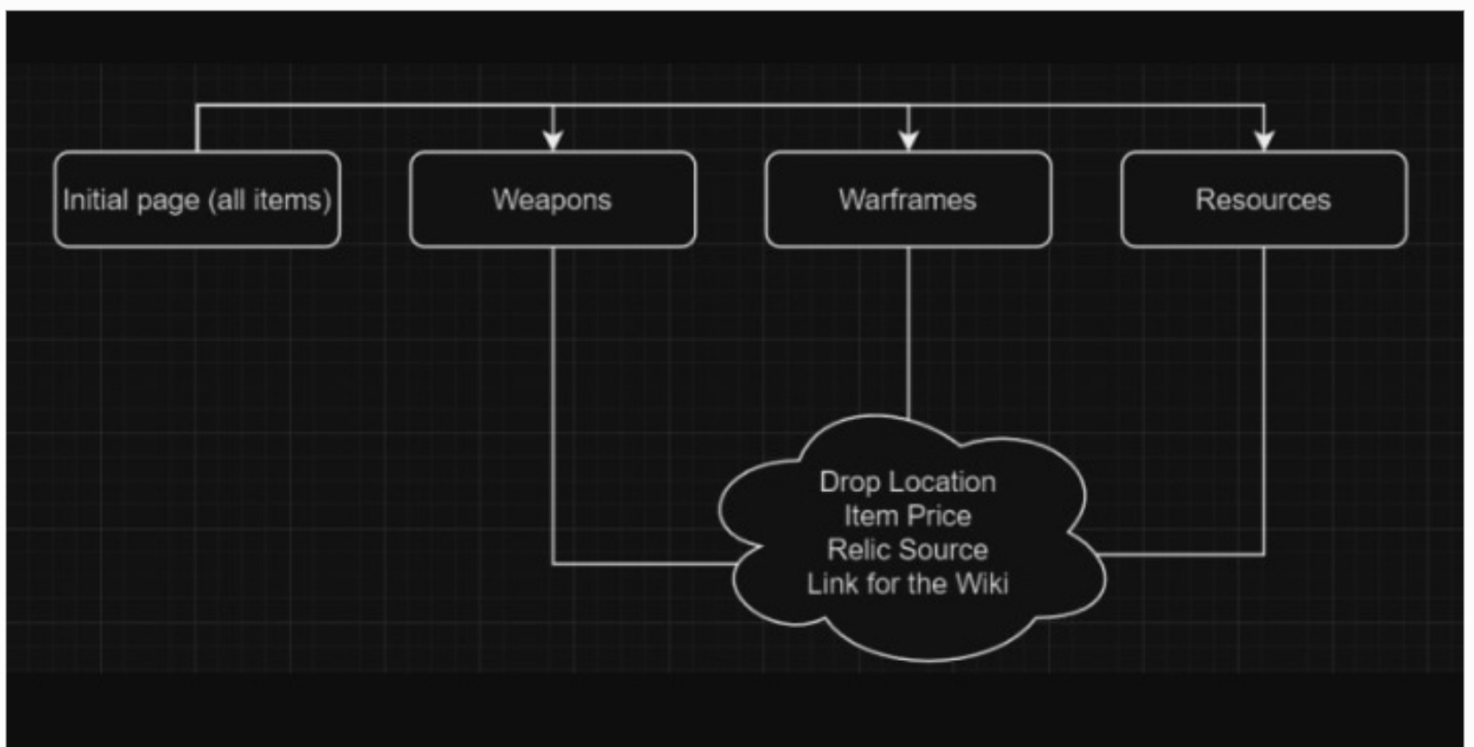 Initial page (all items)
Weapons
Warframes
Resources
Drop Location
Item Price
Relic Source
Link for the Wiki